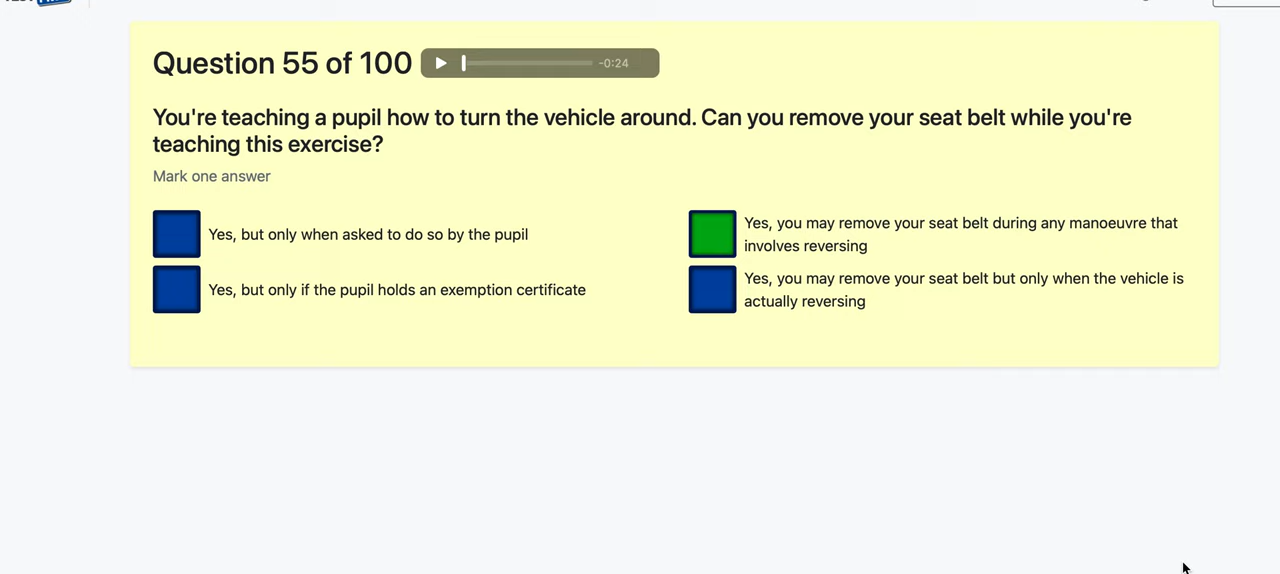 Question 55 of 100
-0:24
You're teaching a pupil how to turn the vehicle around. Can you remove your seat belt while you're
teaching this exercise?
Mark one answer
Yes, but only when asked to do so by the pupil
Yes, you may remove your seat belt during any manoeuvre that
involves reversing
Yes, but only if the pupil holds an exemption certificate
Yes, you may remove your seat belt but only when the vehicle is
actually reversing